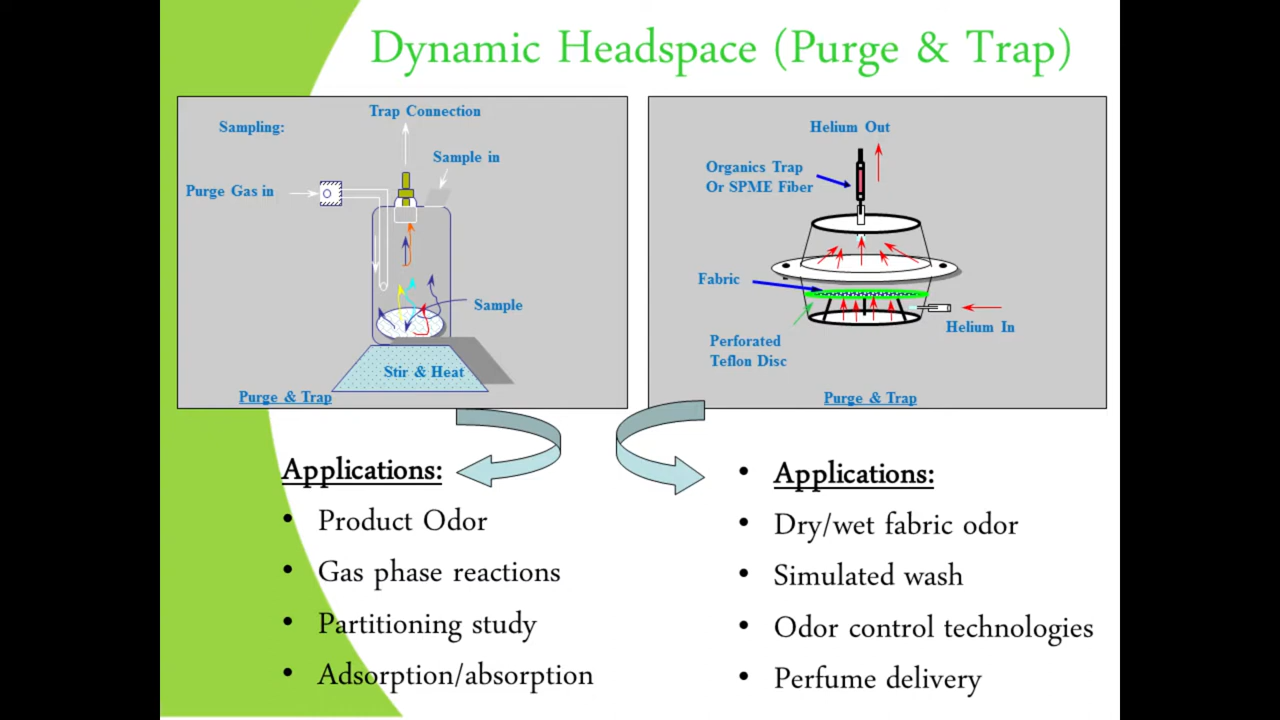 Dynamic Headspace (Purge & Trap)
Trap Connection
Sampling:
Sample in
Purge Gas in
Sample
Stir & Heat
Purge & Trap
Helium Out
Organics Trap
Or SPME Fiber
Fabric
Helium In
Perforated
Teflon Disc
Purge & Trap
Applications:
• Product Odor
• Gas phase reactions
• Partitioning study
• Adsorption/absorption
• Applications:
• Dry/wet fabric odor
• Simulated wash
• Odor control technologies
• Perfume delivery